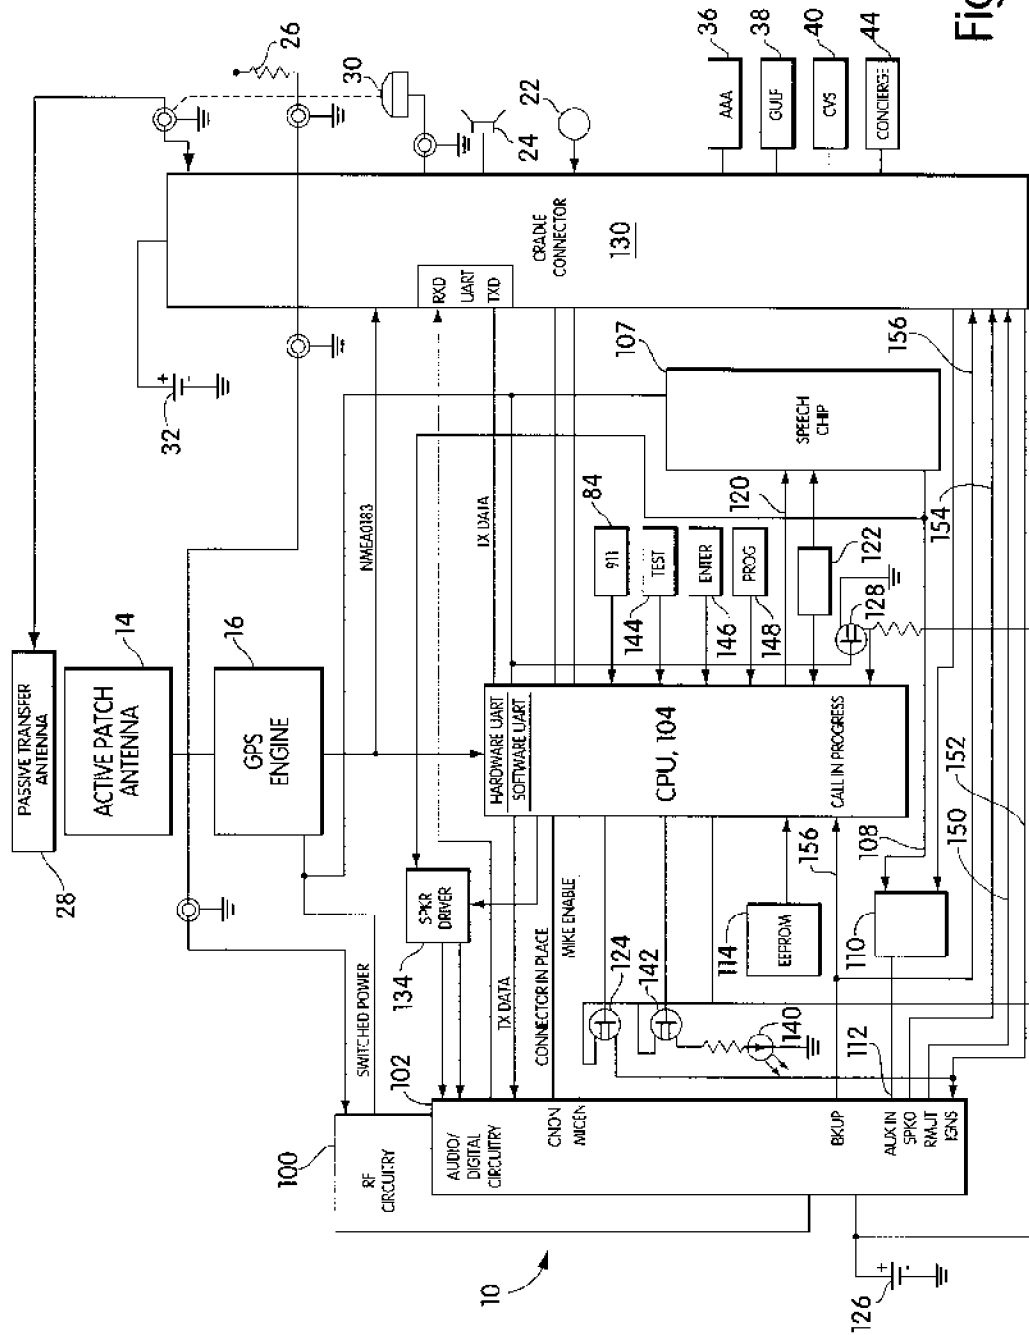 Fig
PASSIVE TRANSFER
ANTENNA
28
ACTIVE PATCH
ANTENNA
14
GPS
ENGINE
16
26
30
24
22
32
AAA
36
GULF
38
CVS
40
CONCIERGE
44
CRADLE
CONNECTOR
130
RXD
UART
TXD
NMEA0183
TX DATA
SPEECH
CHIP
107
911
84
TEST
144
ENTER
146
PROG
148
120
122
128
HARDWARE UART
SOFTWARE UART
CPU, 104
CALL IN PROGRESS
SWITCHED POWER
SPKR
DRIVER
134
TX DATA
CONNECTOR IN PLACE
MIKE ENABLE
124
142
140
EEPROM
114
156
110
108
112
150
152
154
156
100
RF
CIRCUITRY
102
AUDIO/
DIGITAL
CIRCUITRY
CNON
MICEN
BKUP
AUX IN
SPKO
RMJT
IGNS
10
126